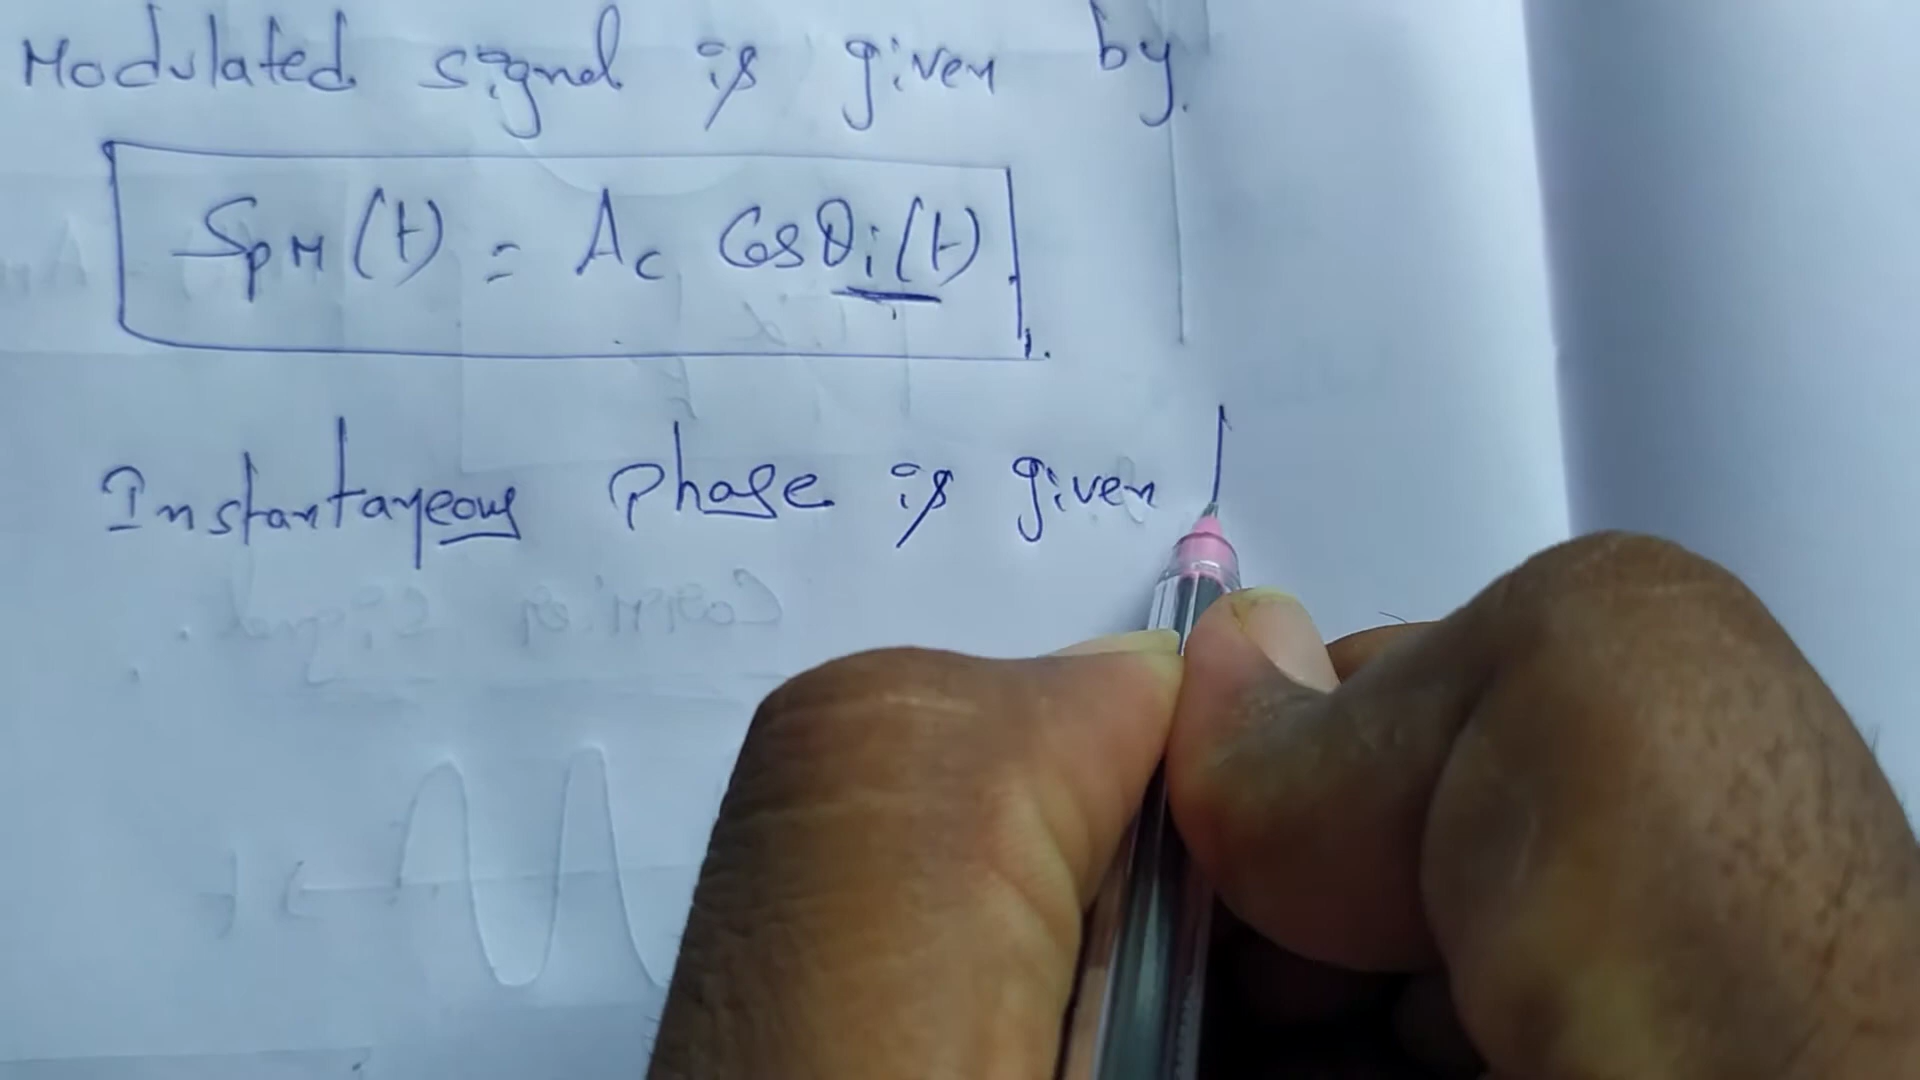 Modulated signal is given by.
SPM(t) = Ac Cosθi(t)
Instantaneous phase is given